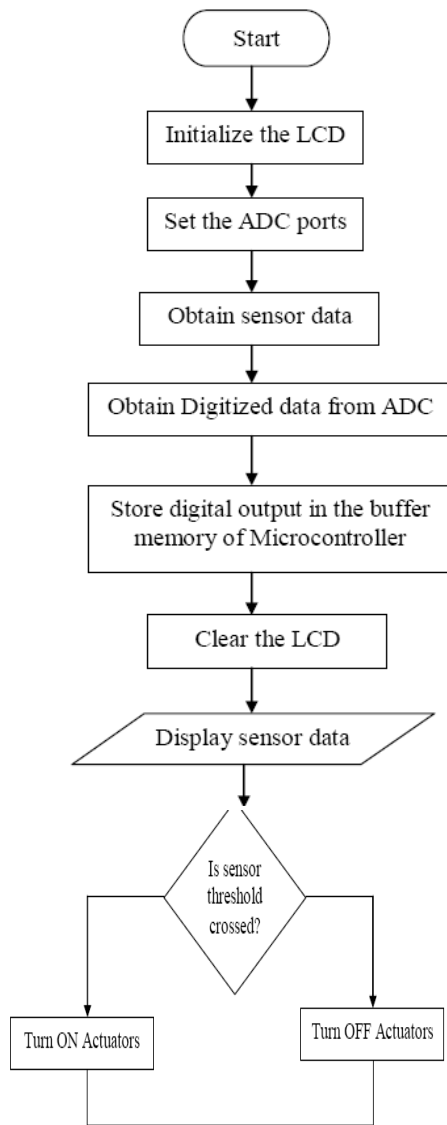 Start
Initialize the LCD
Set the ADC ports
Obtain sensor data
Obtain Digitized data from ADC
Store digital output in the buffer
memory of Microcontroller
Clear the LCD
Display sensor data
Is sensor
threshold
crossed?
Turn ON Actuators
Turn OFF Actuators